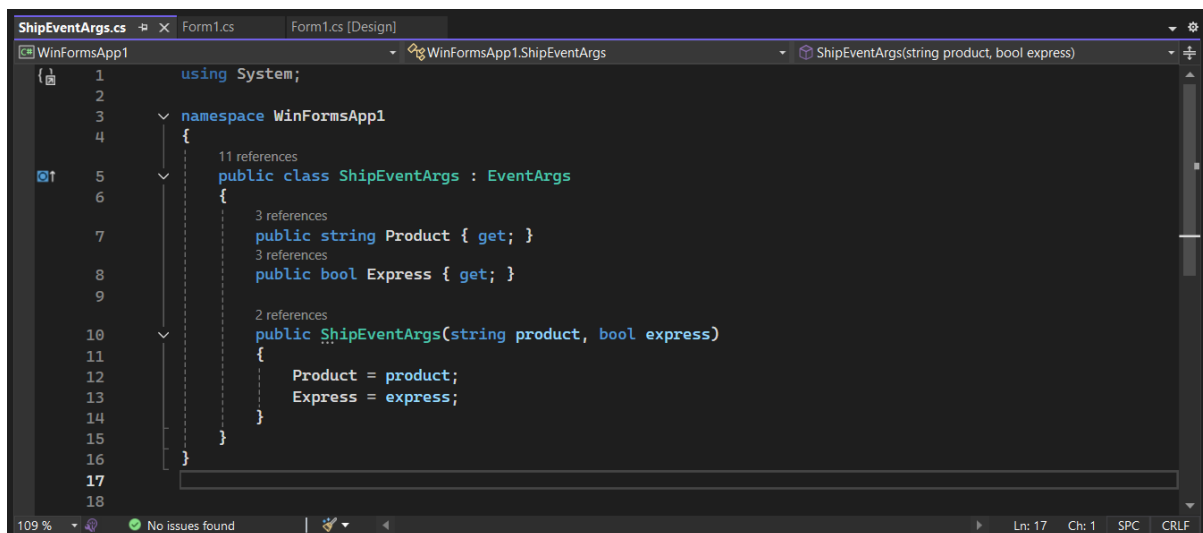 ShipEventArgs.cs Form1.cs Form1.cs [Design]
C# WinFormsApp1 WinFormsApp1.ShipEventArgs ShipEventArgs(string product, bool express)
1 using System;
2
3 namespace WinFormsApp1
4 {
11 references
5 public class ShipEventArgs : EventArgs
6 {
3 references
7 public string Product { get; }
3 references
8 public bool Express { get; }
9
2 references
10 public ShipEventArgs(string product, bool express)
11 {
12 Product = product;
13 Express = express;
14 }
15 }
16 }
17
18
109 % No issues found Ln: 17 Ch: 1 SPC CRLF